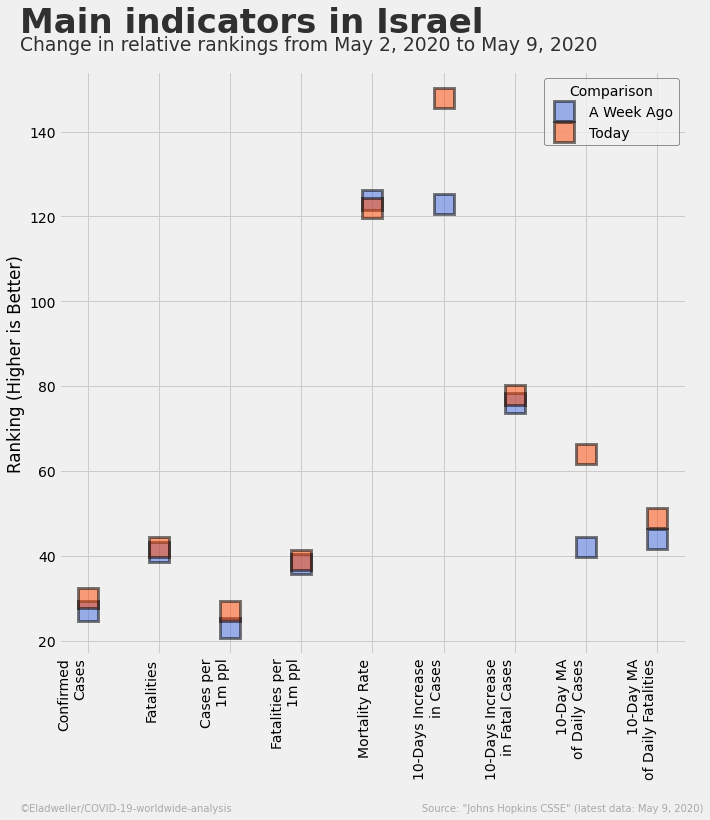 Main indicators in Israel
Change in relative rankings from May 2, 2020 to May 9, 2020
Comparison
A Week Ago
Today
Ranking (Higher is Better)
140
120
100
80
60
40
20
Confirmed
Cases
Fatalities
Cases per
1m ppl
Fatalities per
1m ppl
Mortality Rate
10-Days Increase
in Cases
10-Days Increase
in Fatal Cases
10-Day MA
of Daily Cases
10-Day MA
of Daily Fatalities
©Eladweller/COVID-19-worldwide-analysis
Source: "Johns Hopkins CSSE" (latest data: May 9, 2020)